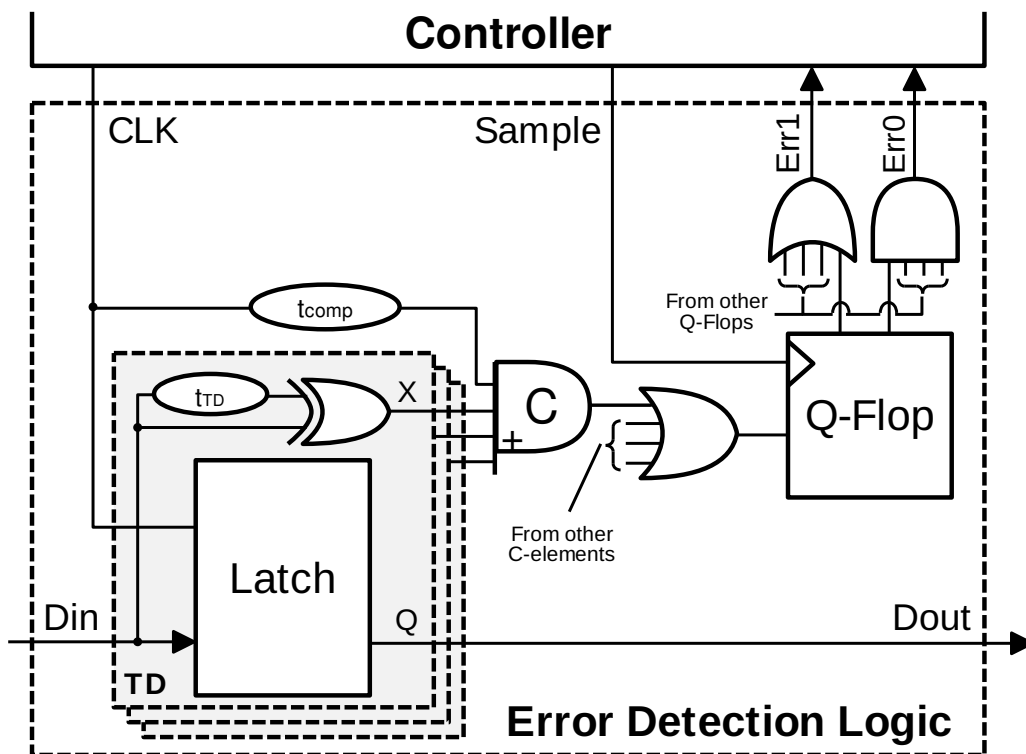 Controller
CLK
Sample
Err1
Err0
tcomp
From other
Q-Flops
tTD
X
C
+
Q-Flop
From other
C-elements
Latch
Din
Q
Dout
TD
Error Detection Logic